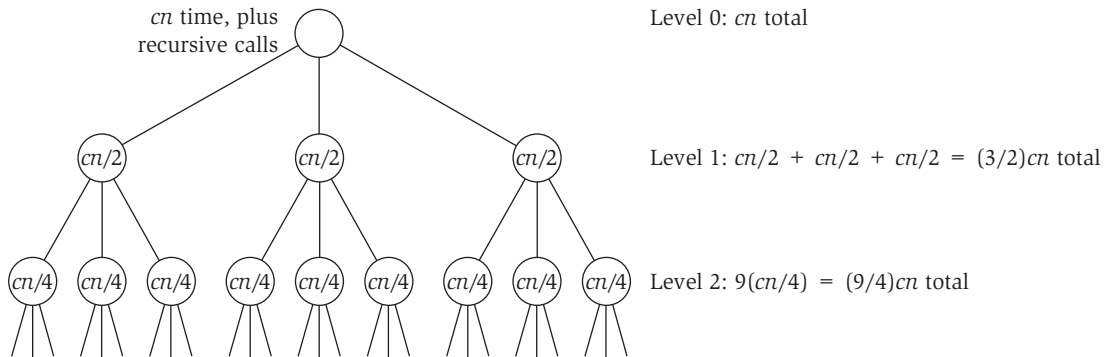 cn time, plus
recursive calls
Level 0: cn total
cn/2 cn/2 cn/2
Level 1: cn/2 + cn/2 + cn/2 = (3/2)cn total
cn/4 cn/4 cn/4 cn/4 cn/4 cn/4 cn/4 cn/4 cn/4
Level 2: 9(cn/4) = (9/4)cn total